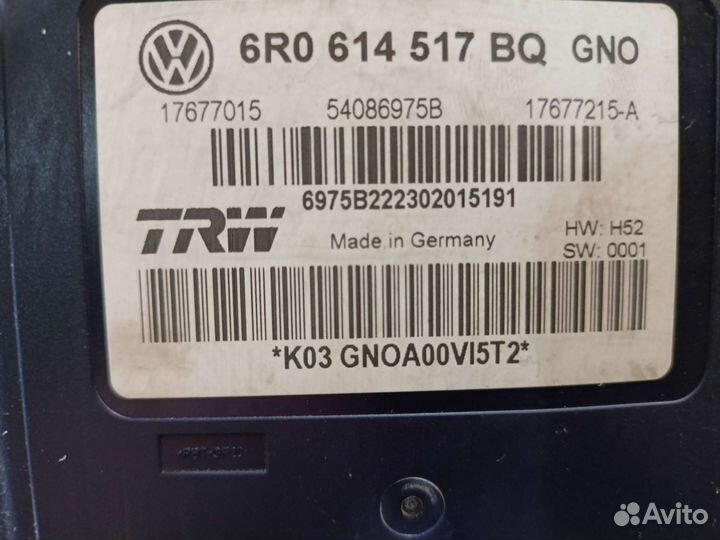 6R0 614 517 BQ GNO
17677015 54086975B 17677215-A
6975B222302015191
TRW Made in Germany HW: H52
SW: 0001
*K03 GNOA00VI5T2*
Avito